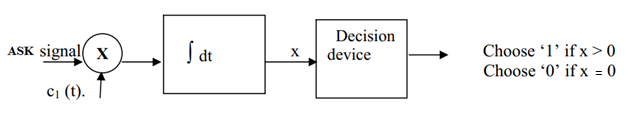 ASK signal
X
c₁ (t).
∫ dt
x
Decision
device
Choose ‘1’ if x > 0
Choose ‘0’ if x = 0